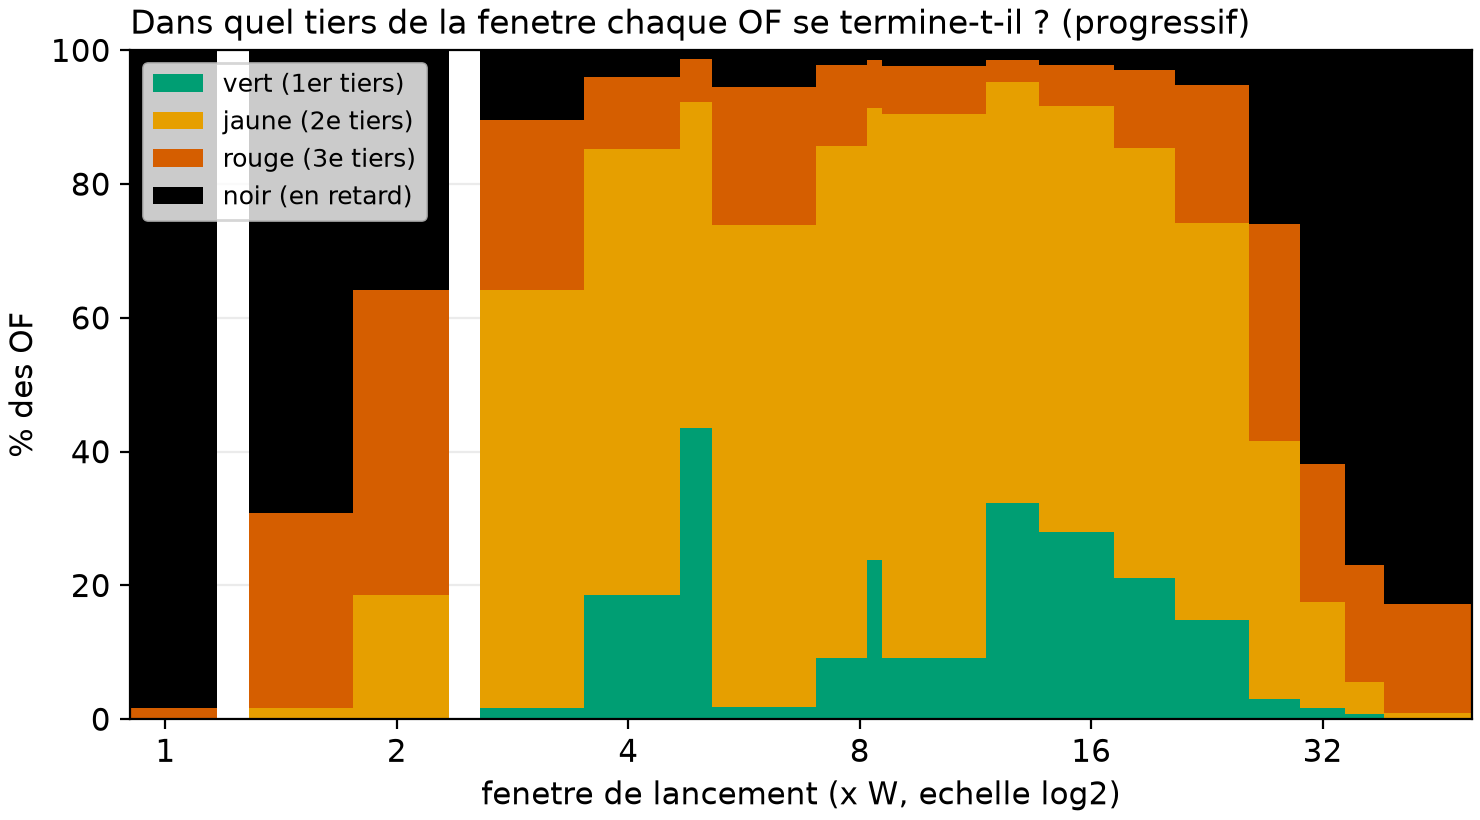 Dans quel tiers de la fenetre chaque OF se termine-t-il ? (progressif)
100
80
60
40
20
0
% des OF
vert (1er tiers)
jaune (2e tiers)
rouge (3e tiers)
noir (en retard)
1
2
4
8
16
32
fenetre de lancement (x W, echelle log2)